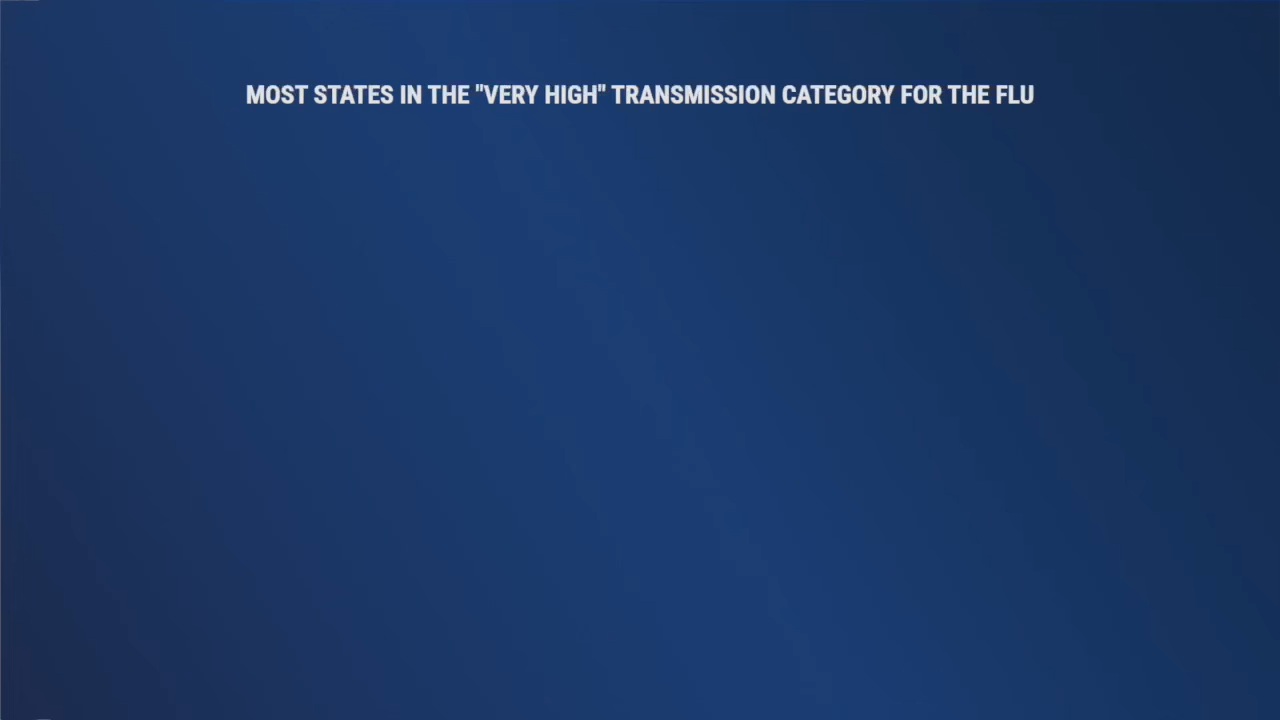 MOST STATES IN THE "VERY HIGH" TRANSMISSION CATEGORY FOR THE FLU